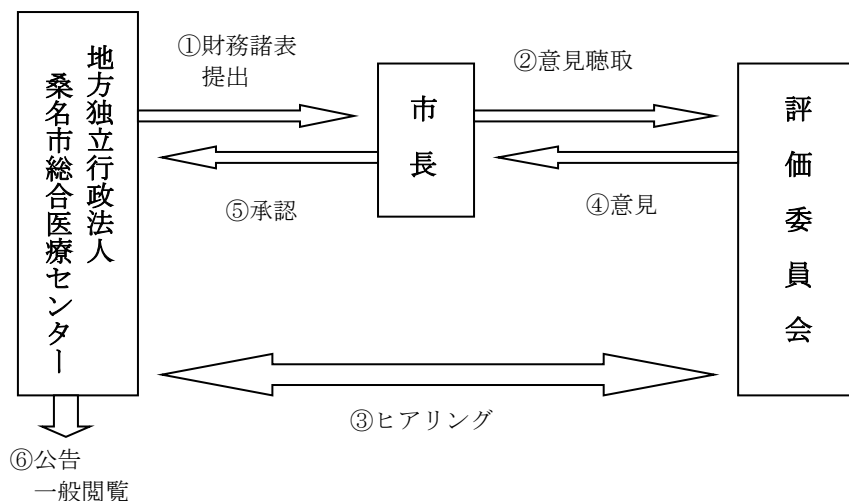 地方独立行政法人
桑名市総合医療センター
①財務諸表
提出
市長
②意見聴取
評価委員会
⑤承認
④意見
③ヒアリング
⑥公告
一般閲覧